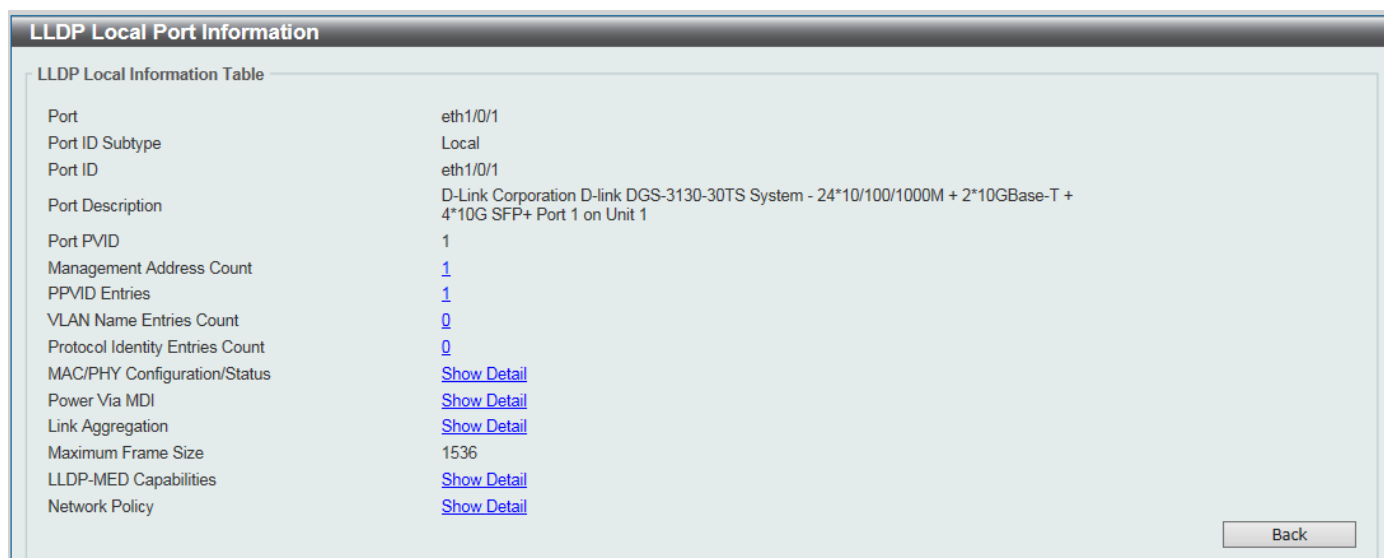 LLDP Local Port Information
LLDP Local Information Table
Port eth1/0/1
Port ID Subtype Local
Port ID eth1/0/1
Port Description D-Link Corporation D-link DGS-3130-30TS System - 24*10/100/1000M + 2*10GBase-T +
4*10G SFP+ Port 1 on Unit 1
Port PVID 1
Management Address Count 1
PPVID Entries 1
VLAN Name Entries Count 0
Protocol Identity Entries Count 0
MAC/PHY Configuration/Status Show Detail
Power Via MDI Show Detail
Link Aggregation Show Detail
Maximum Frame Size 1536
LLDP-MED Capabilities Show Detail
Network Policy Show Detail
Back